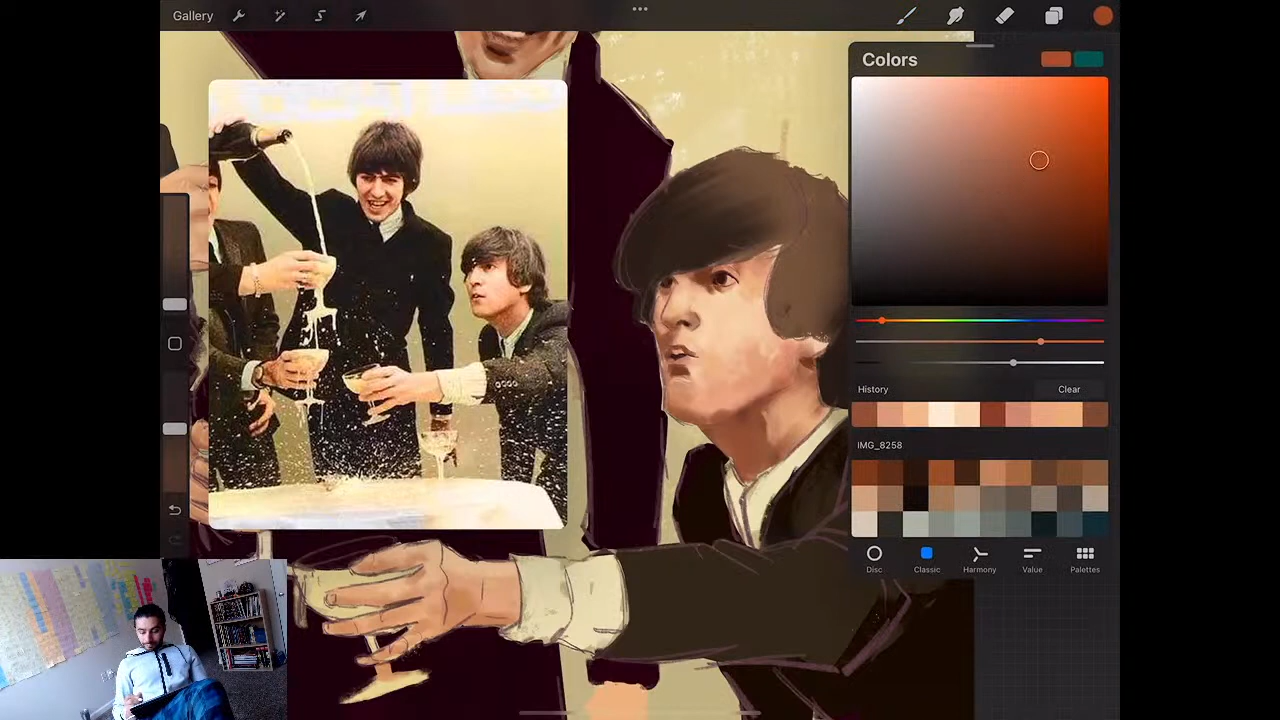 Gallery
Colors
History
Clear
IMG_8258
Disc
Classic
Harmony
Value
Palettes